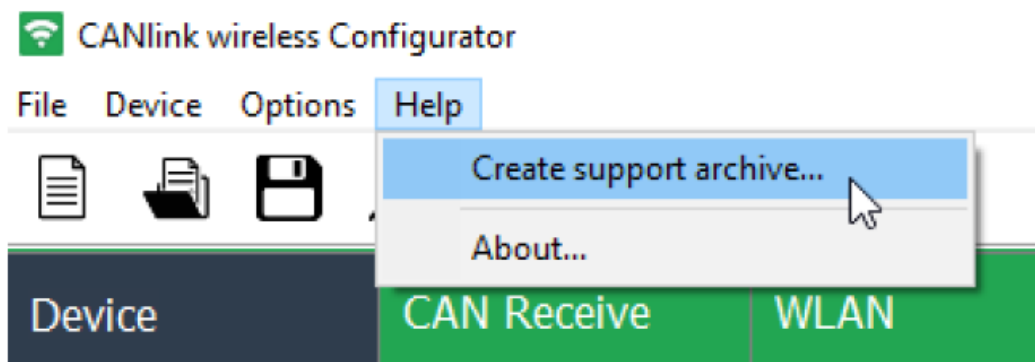 CANlink wireless Configurator
File Device Options Help
Create support archive...
About...
Device CAN Receive WLAN